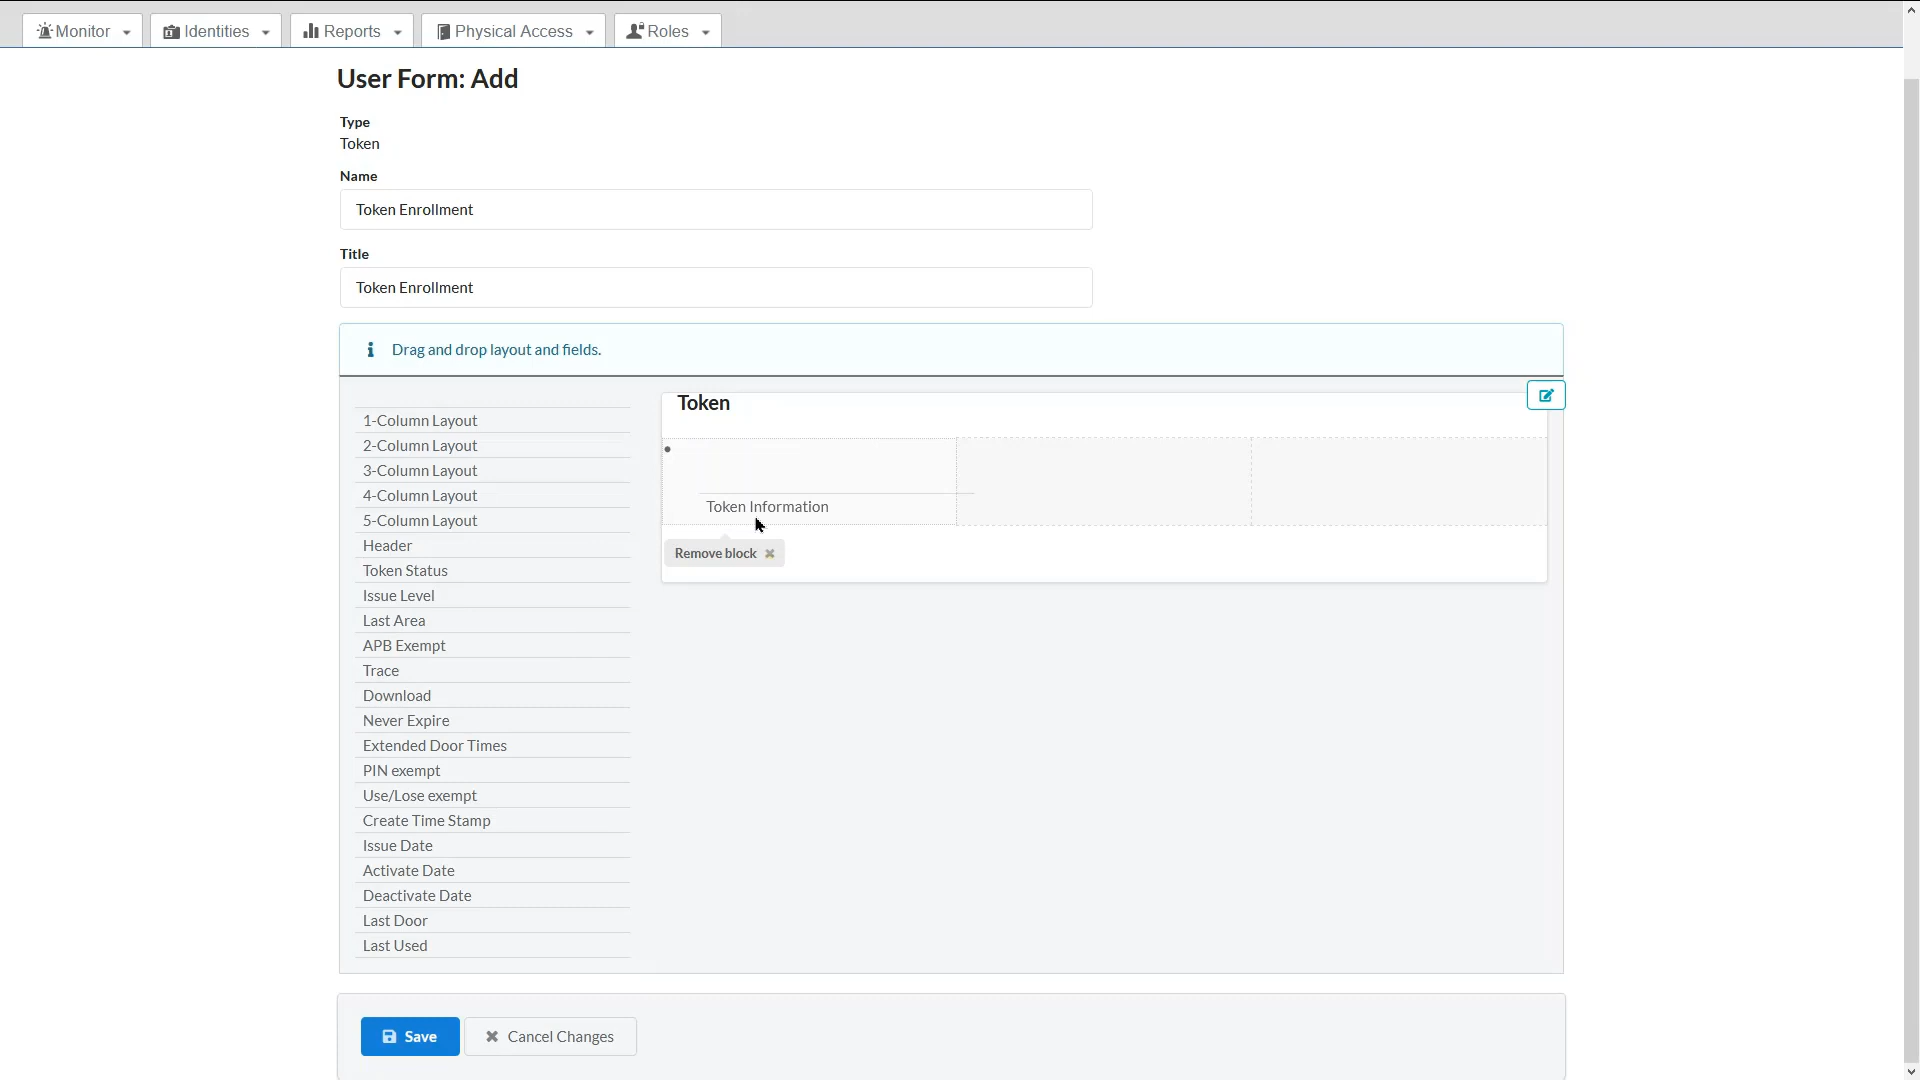 Monitor
Identities
Reports
Physical Access
Roles
User Form: Add
Type
Token
Name
Token Enrollment
Title
Token Enrollment
Drag and drop layout and fields.
1-Column Layout
2-Column Layout
3-Column Layout
4-Column Layout
5-Column Layout
Header
Token Status
Issue Level
Last Area
APB Exempt
Trace
Download
Never Expire
Extended Door Times
PIN exempt
Use/Lose exempt
Create Time Stamp
Issue Date
Activate Date
Deactivate Date
Last Door
Last Used
Token
Token Information
Remove block
Save
Cancel Changes